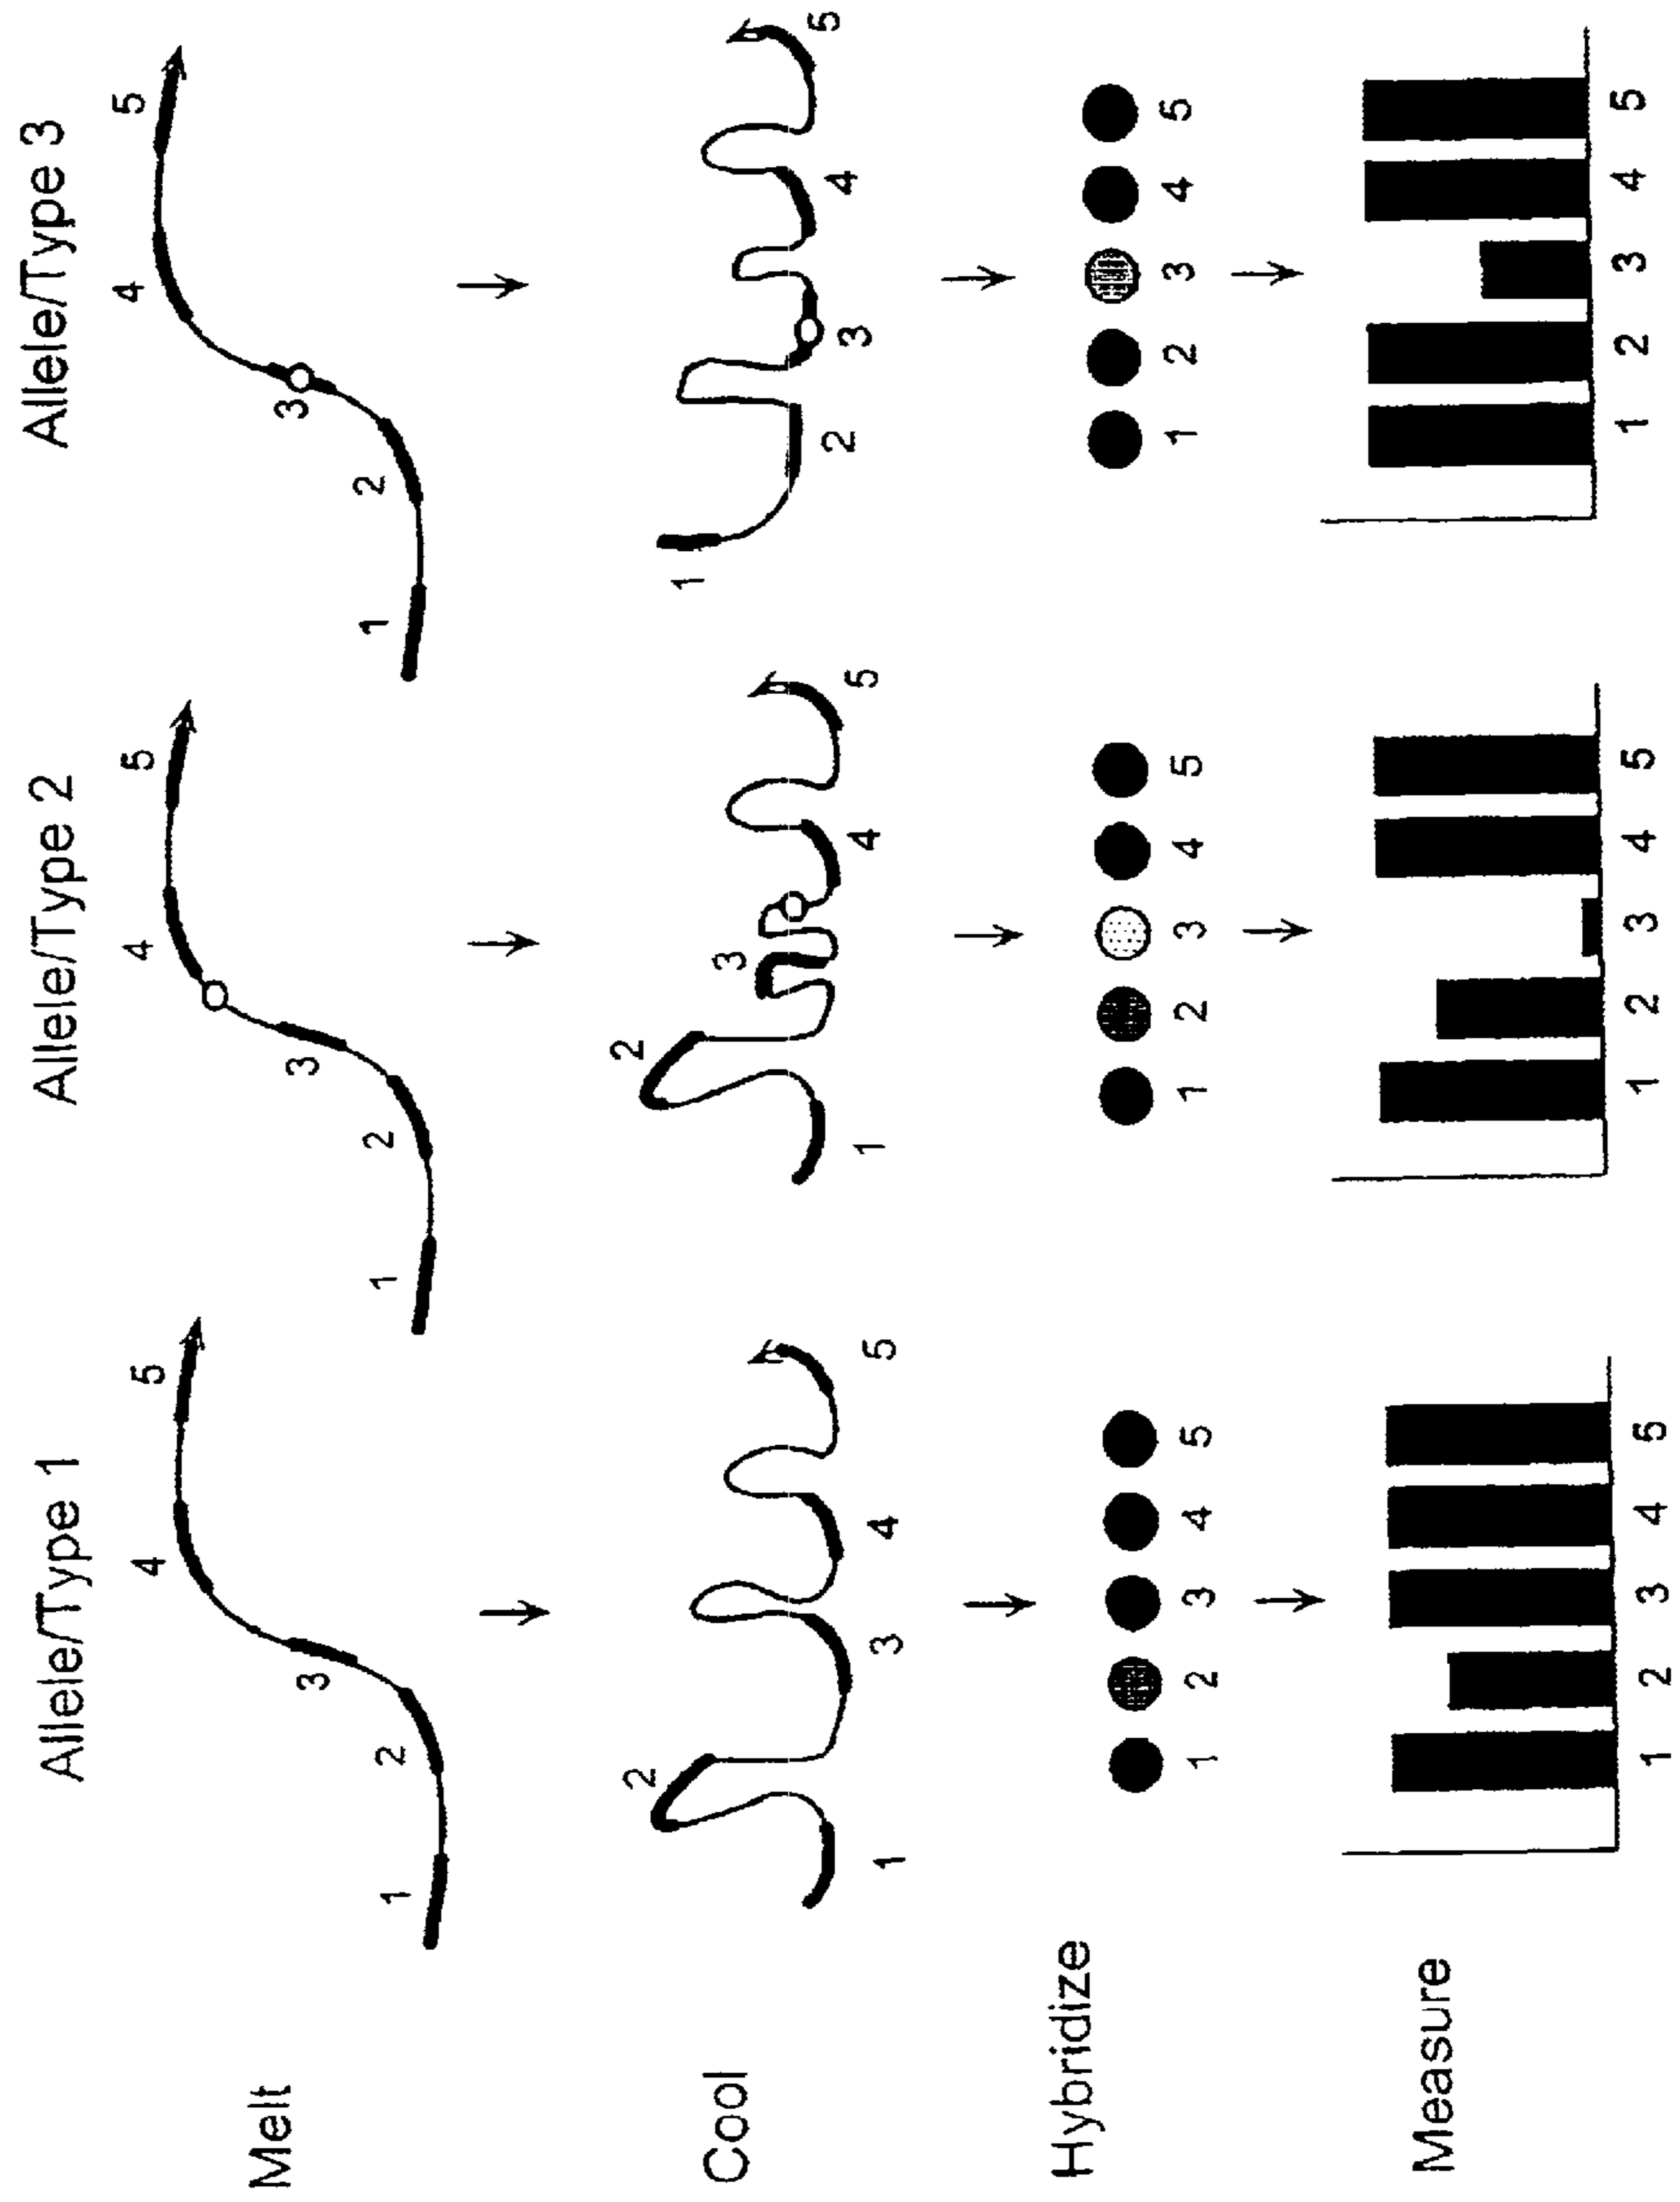 Allele/Type 1 Allele/Type 2 Allele/Type 3
Melt 1 2 3 4 5 1 2 3 4 5 1 2 3 4 5
Cool 1 2 3 4 5 1 2 3 4 5 1 2 3 4 5
Hybridize 1 2 3 4 5 1 2 3 4 5 1 2 3 4 5
Measure
1 2 3 4 5 1 2 3 4 5 1 2 3 4 5